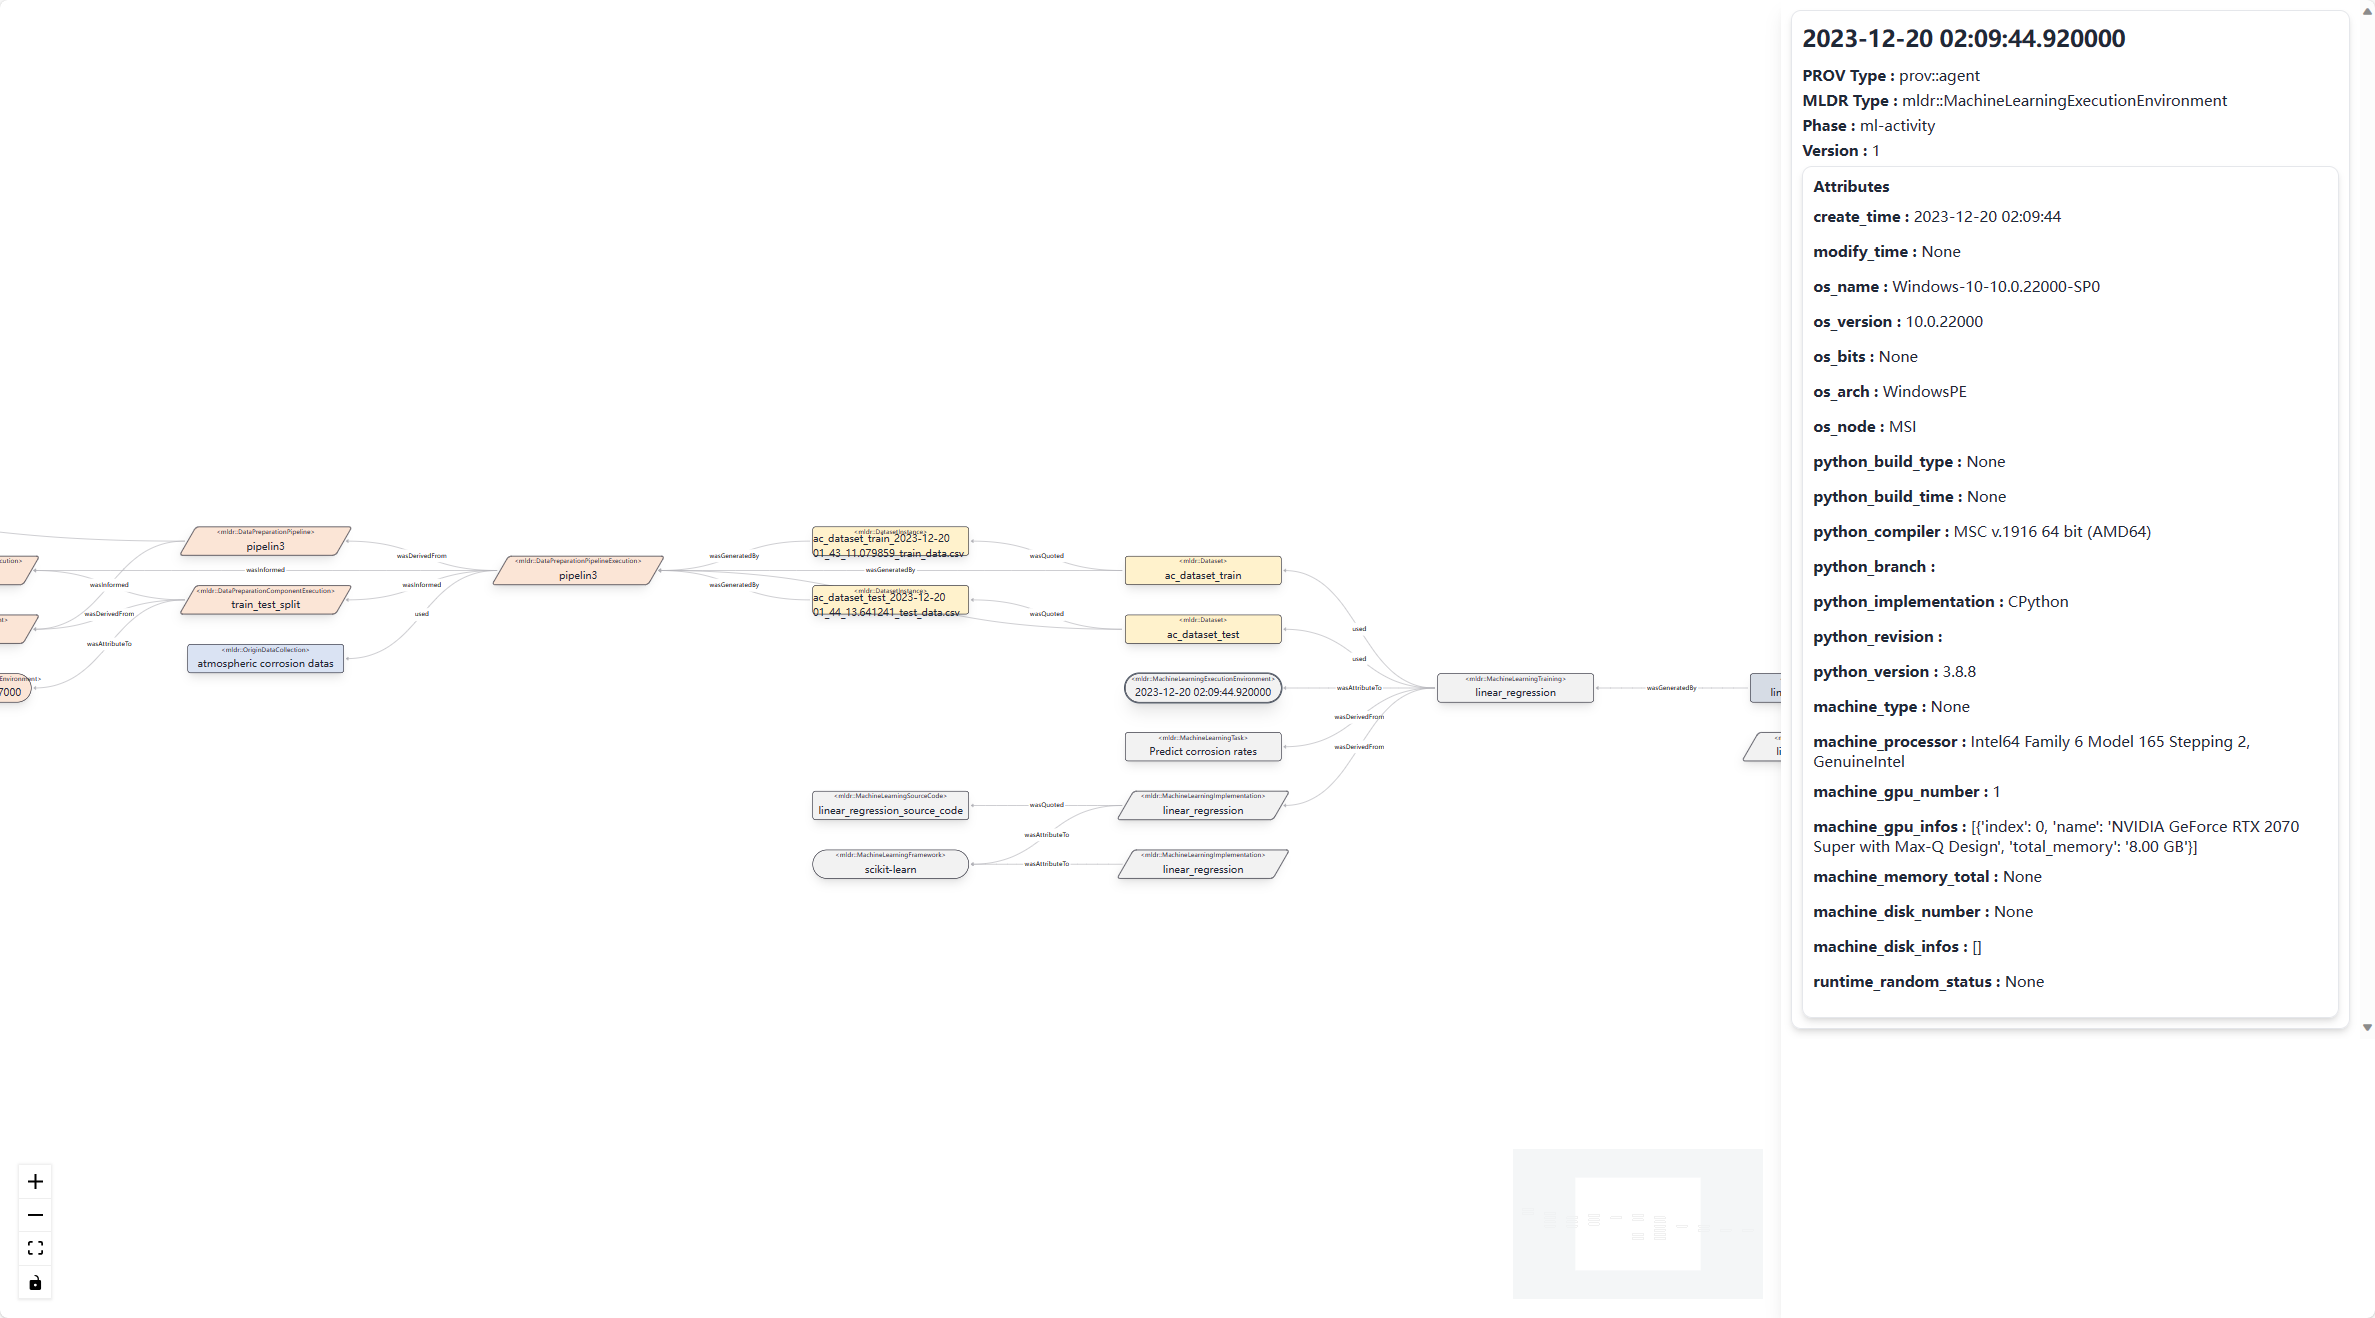 <mldr::DataPreparationPipeline>
pipelin3
cution>
<mldr::DataPreparationComponentExecution>
train_test_split
t>
<mldr::OriginDataCollection>
atmospheric corrosion datas
Environment>
7000
wasInformed
wasDerivedFrom
wasAttributeTo
wasDerivedFrom
wasInformed
wasInformed
used
<mldr::DataPreparationPipelineExecution>
pipelin3
wasGeneratedBy
wasGeneratedBy
wasGeneratedBy
<mldr::DatasetInstance>
ac_dataset_train_2023-12-20
01_43_11.079859_train_data.csv
<mldr::DatasetInstance>
ac_dataset_test_2023-12-20
01_44_13.641241_test_data.csv
wasQuoted
wasQuoted
<mldr::Dataset>
ac_dataset_train
<mldr::Dataset>
ac_dataset_test
<mldr::MachineLearningExecutionEnvironment>
2023-12-20 02:09:44.920000
<mldr::MachineLearningTask>
Predict corrosion rates
<mldr::MachineLearningSourceCode>
linear_regression_source_code
<mldr::MachineLearningFramework>
scikit-learn
wasQuoted
wasAttributeTo
wasAttributeTo
<mldr::MachineLearningImplementation>
linear_regression
<mldr::MachineLearningImplementation>
linear_regression
used
used
wasAttributeTo
wasDerivedFrom
wasDerivedFrom
<mldr::MachineLearningTraining>
linear_regression
wasGeneratedBy
lin
<r
li
2023-12-20 02:09:44.920000
PROV Type : prov::agent
MLDR Type : mldr::MachineLearningExecutionEnvironment
Phase : ml-activity
Version : 1
Attributes
create_time : 2023-12-20 02:09:44
modify_time : None
os_name : Windows-10-10.0.22000-SP0
os_version : 10.0.22000
os_bits : None
os_arch : WindowsPE
os_node : MSI
python_build_type : None
python_build_time : None
python_compiler : MSC v.1916 64 bit (AMD64)
python_branch :
python_implementation : CPython
python_revision :
python_version : 3.8.8
machine_type : None
machine_processor : Intel64 Family 6 Model 165 Stepping 2,
GenuineIntel
machine_gpu_number : 1
machine_gpu_infos : [{'index': 0, 'name': 'NVIDIA GeForce RTX 2070
Super with Max-Q Design', 'total_memory': '8.00 GB'}]
machine_memory_total : None
machine_disk_number : None
machine_disk_infos : []
runtime_random_status : None